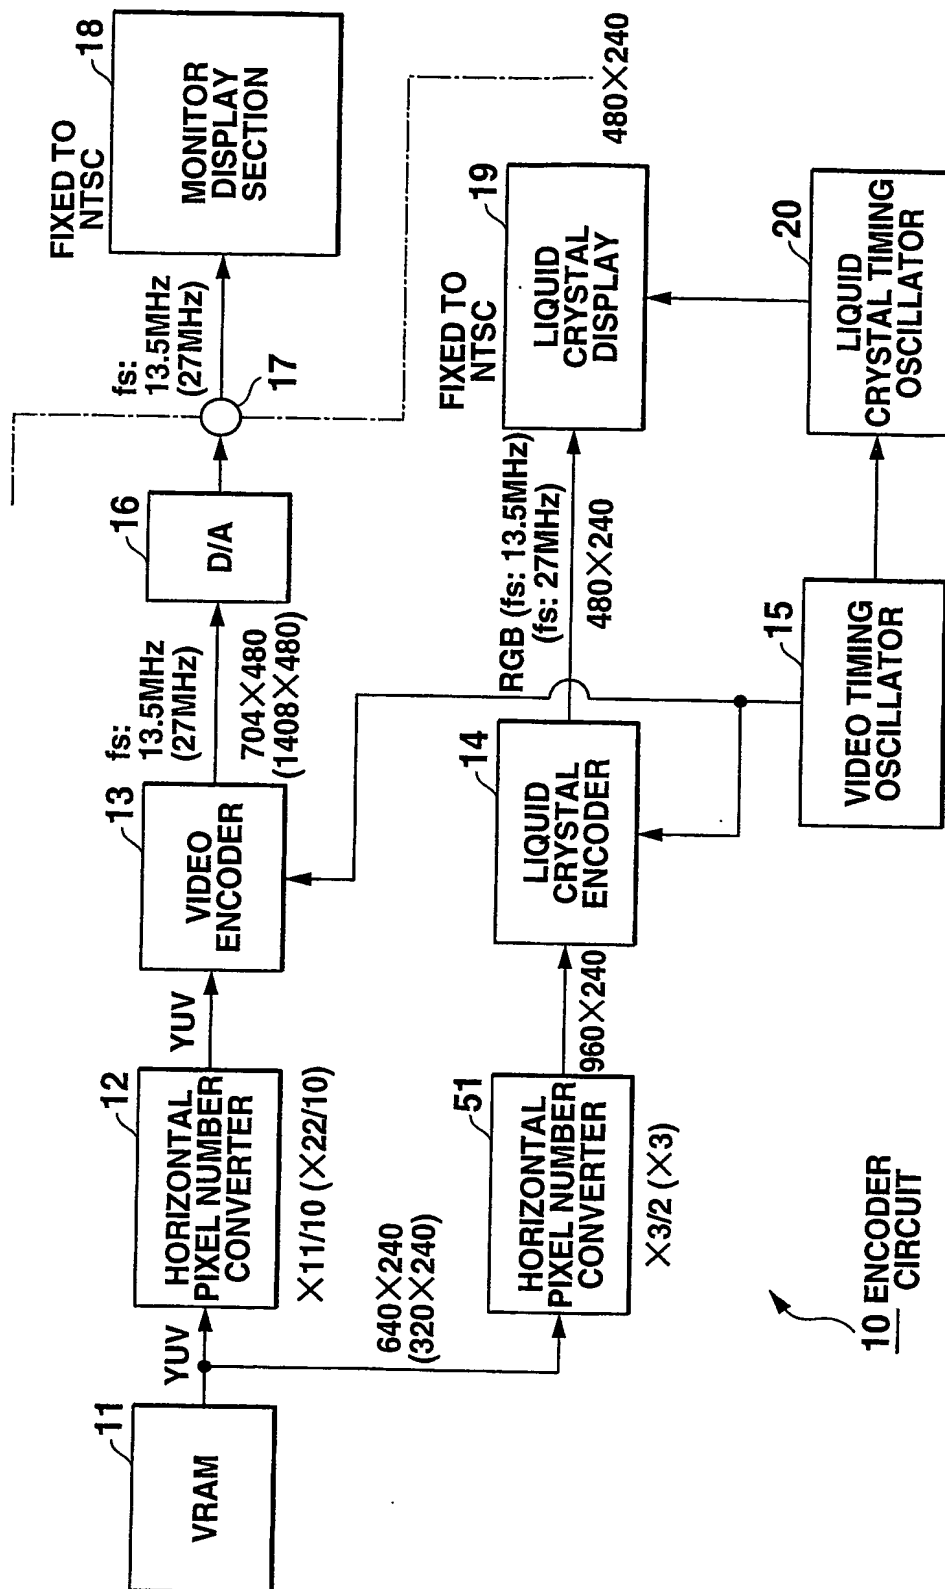 11
VRAM
YUV
12
HORIZONTAL
PIXEL NUMBER
CONVERTER
×11/10 (×22/10)
YUV
13
VIDEO
ENCODER
fs:
13.5MHz
(27MHz)
704×480
(1408×480)
16
D/A
17
fs:
13.5MHz
(27MHz)
FIXED TO
NTSC
18
MONITOR
DISPLAY
SECTION
640×240
(320×240)
51
HORIZONTAL
PIXEL NUMBER
CONVERTER
×3/2 (×3)
960×240
14
LIQUID
CRYSTAL
ENCODER
RGB (fs: 13.5MHz)
(fs: 27MHz)
480×240
FIXED TO
NTSC
19
LIQUID
CRYSTAL
DISPLAY
480×240
15
VIDEO TIMING
OSCILLATOR
20
LIQUID
CRYSTAL TIMING
OSCILLATOR
10 ENCODER
CIRCUIT